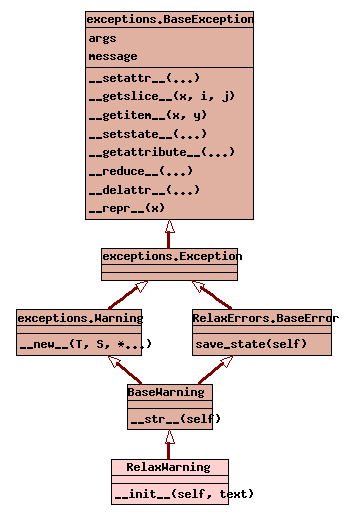 exceptions.BaseException
args
message
__setattr__(...)
__getslice__(x, i, j)
__getitem__(x, y)
__setstate__(...)
__getattribute__(...)
__reduce__(...)
__delattr__(...)
__repr__(x)
exceptions.Exception
exceptions.Warning
__new__(T, S, *...)
RelaxErrors.BaseError
save_state(self)
BaseWarning
__str__(self)
RelaxWarning
__init__(self, text)